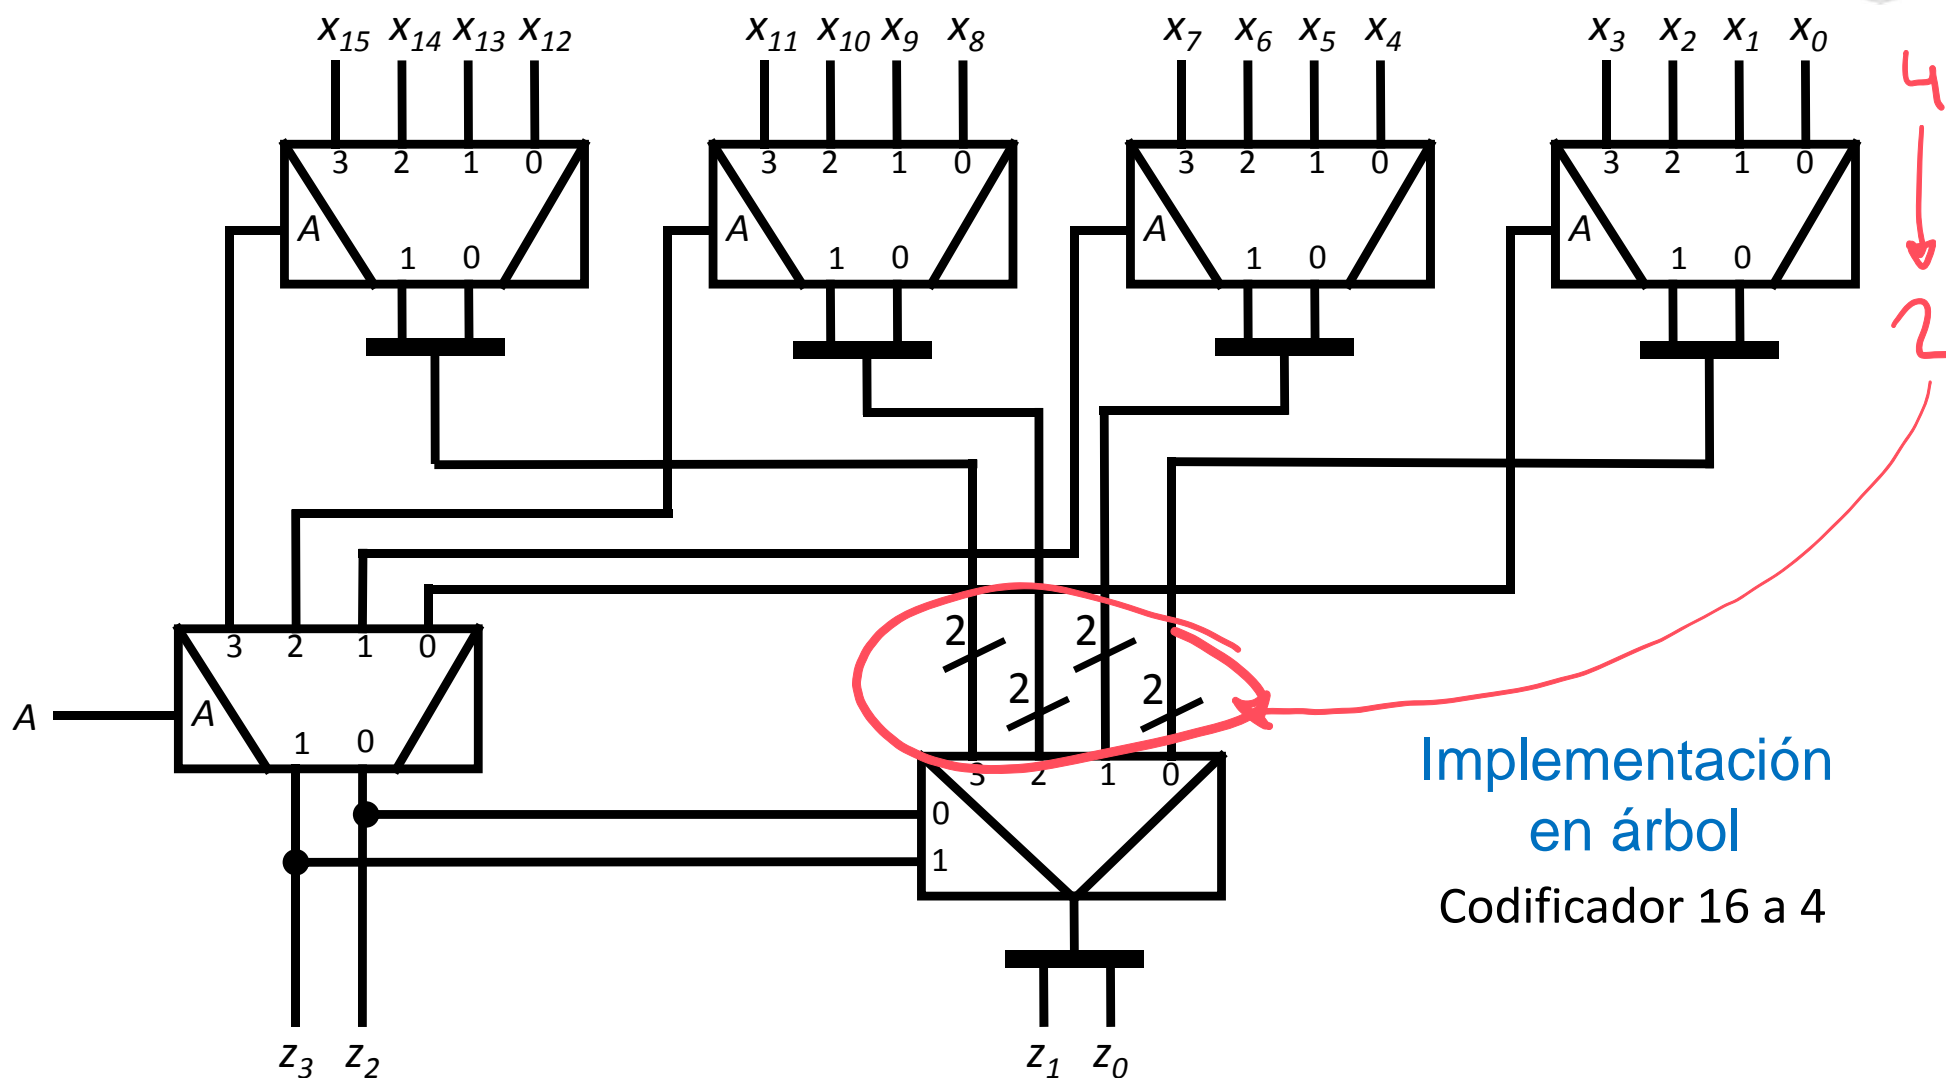 x15 x14 x13 x12 x11 x10 x9 x8 x7 x6 x5 x4 x3 x2 x1 x0
4
3 2 1 0 3 2 1 0 3 2 1 0 3 2 1 0
A A A A
1 0 1 0 1 0 1 0
2
2 2
3 2 1 0
2 2
A A
1 0
3 2 1 0
Implementación
0
en árbol
1
Codificador 16 a 4
z3 z2 z1 z0